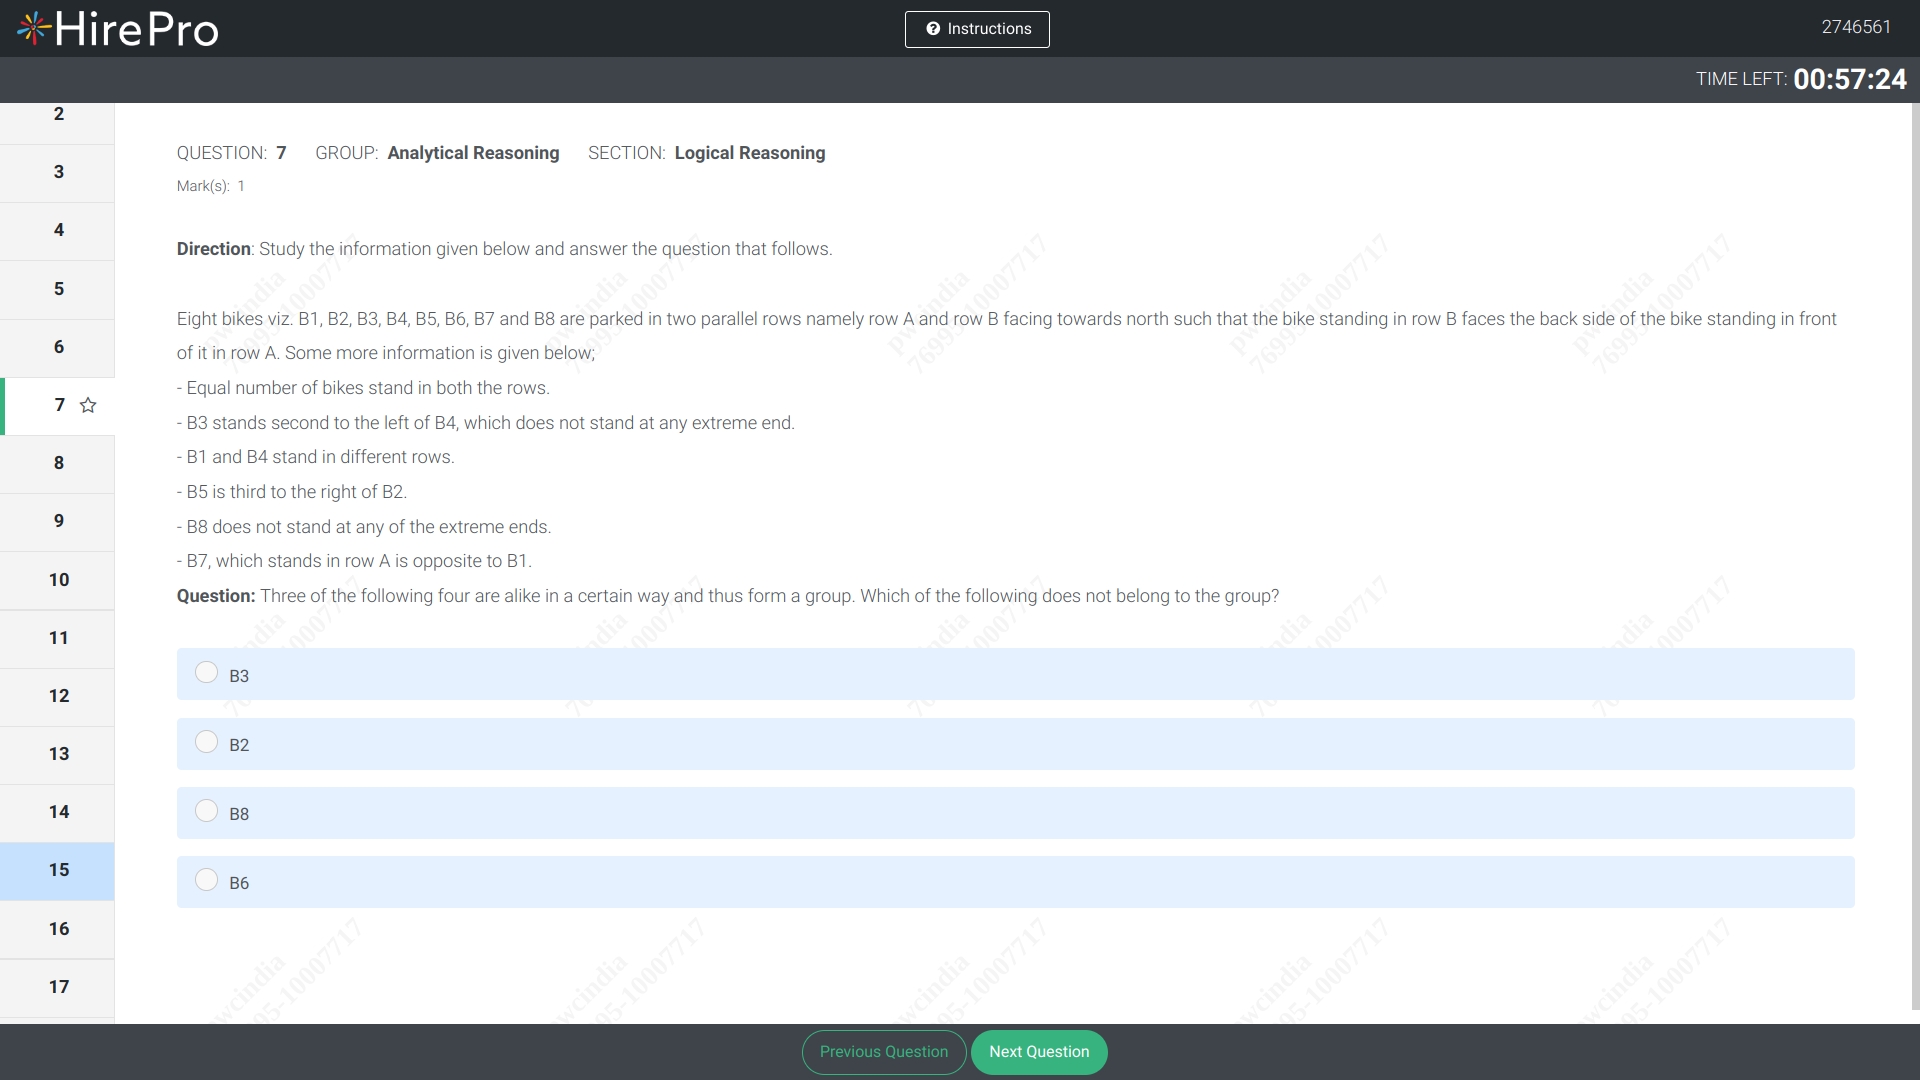 HirePro
Instructions
2746561
TIME LEFT: 00:57:24
2
3
4
5
6
7
8
9
10
11
12
13
14
15
16
17
QUESTION: 7 GROUP: Analytical Reasoning SECTION: Logical Reasoning
Mark(s): 1
Direction: Study the information given below and answer the question that follows.
Eight bikes viz. B1, B2, B3, B4, B5, B6, B7 and B8 are parked in two parallel rows namely row A and row B facing towards north such that the bike standing in row B faces the back side of the bike standing in front
of it in row A. Some more information is given below;
- Equal number of bikes stand in both the rows.
- B3 stands second to the left of B4, which does not stand at any extreme end.
- B1 and B4 stand in different rows.
- B5 is third to the right of B2.
- B8 does not stand at any of the extreme ends.
- B7, which stands in row A is opposite to B1.
Question: Three of the following four are alike in a certain way and thus form a group. Which of the following does not belong to the group?
B3
B2
B8
B6
Previous Question
Next Question